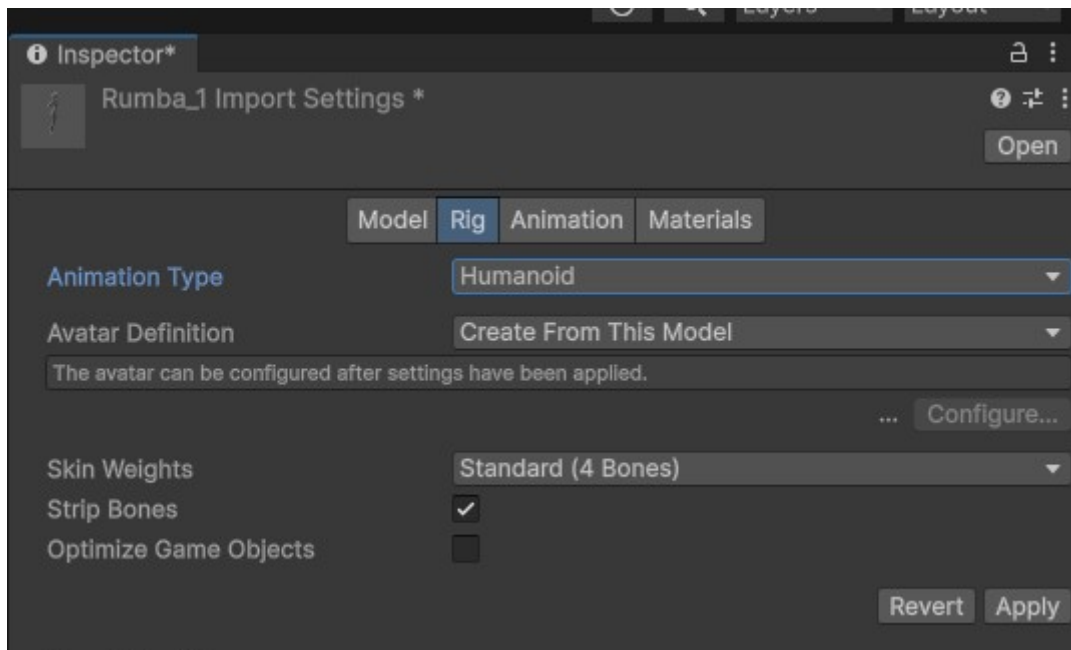 Layers Layout
Inspector*
Rumba_1 Import Settings *
Open
Model Rig Animation Materials
Animation Type Humanoid
Avatar Definition Create From This Model
The avatar can be configured after settings have been applied.
... Configure...
Skin Weights Standard (4 Bones)
Strip Bones
Optimize Game Objects
Revert Apply